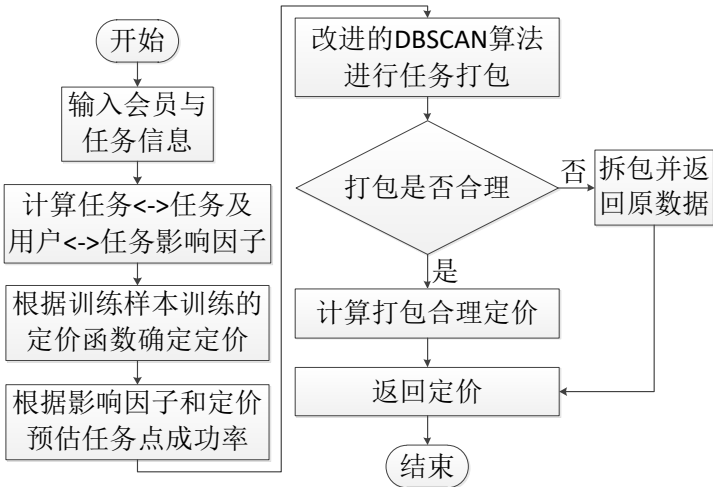 开始
输入会员与
任务信息
计算任务<->任务及
用户<->任务影响因子
根据训练样本训练的
定价函数确定定价
根据影响因子和定价
预估任务点成功率
改进的DBSCAN算法
进行任务打包
打包是否合理
否
拆包并返
回原数据
是
计算打包合理定价
返回定价
结束